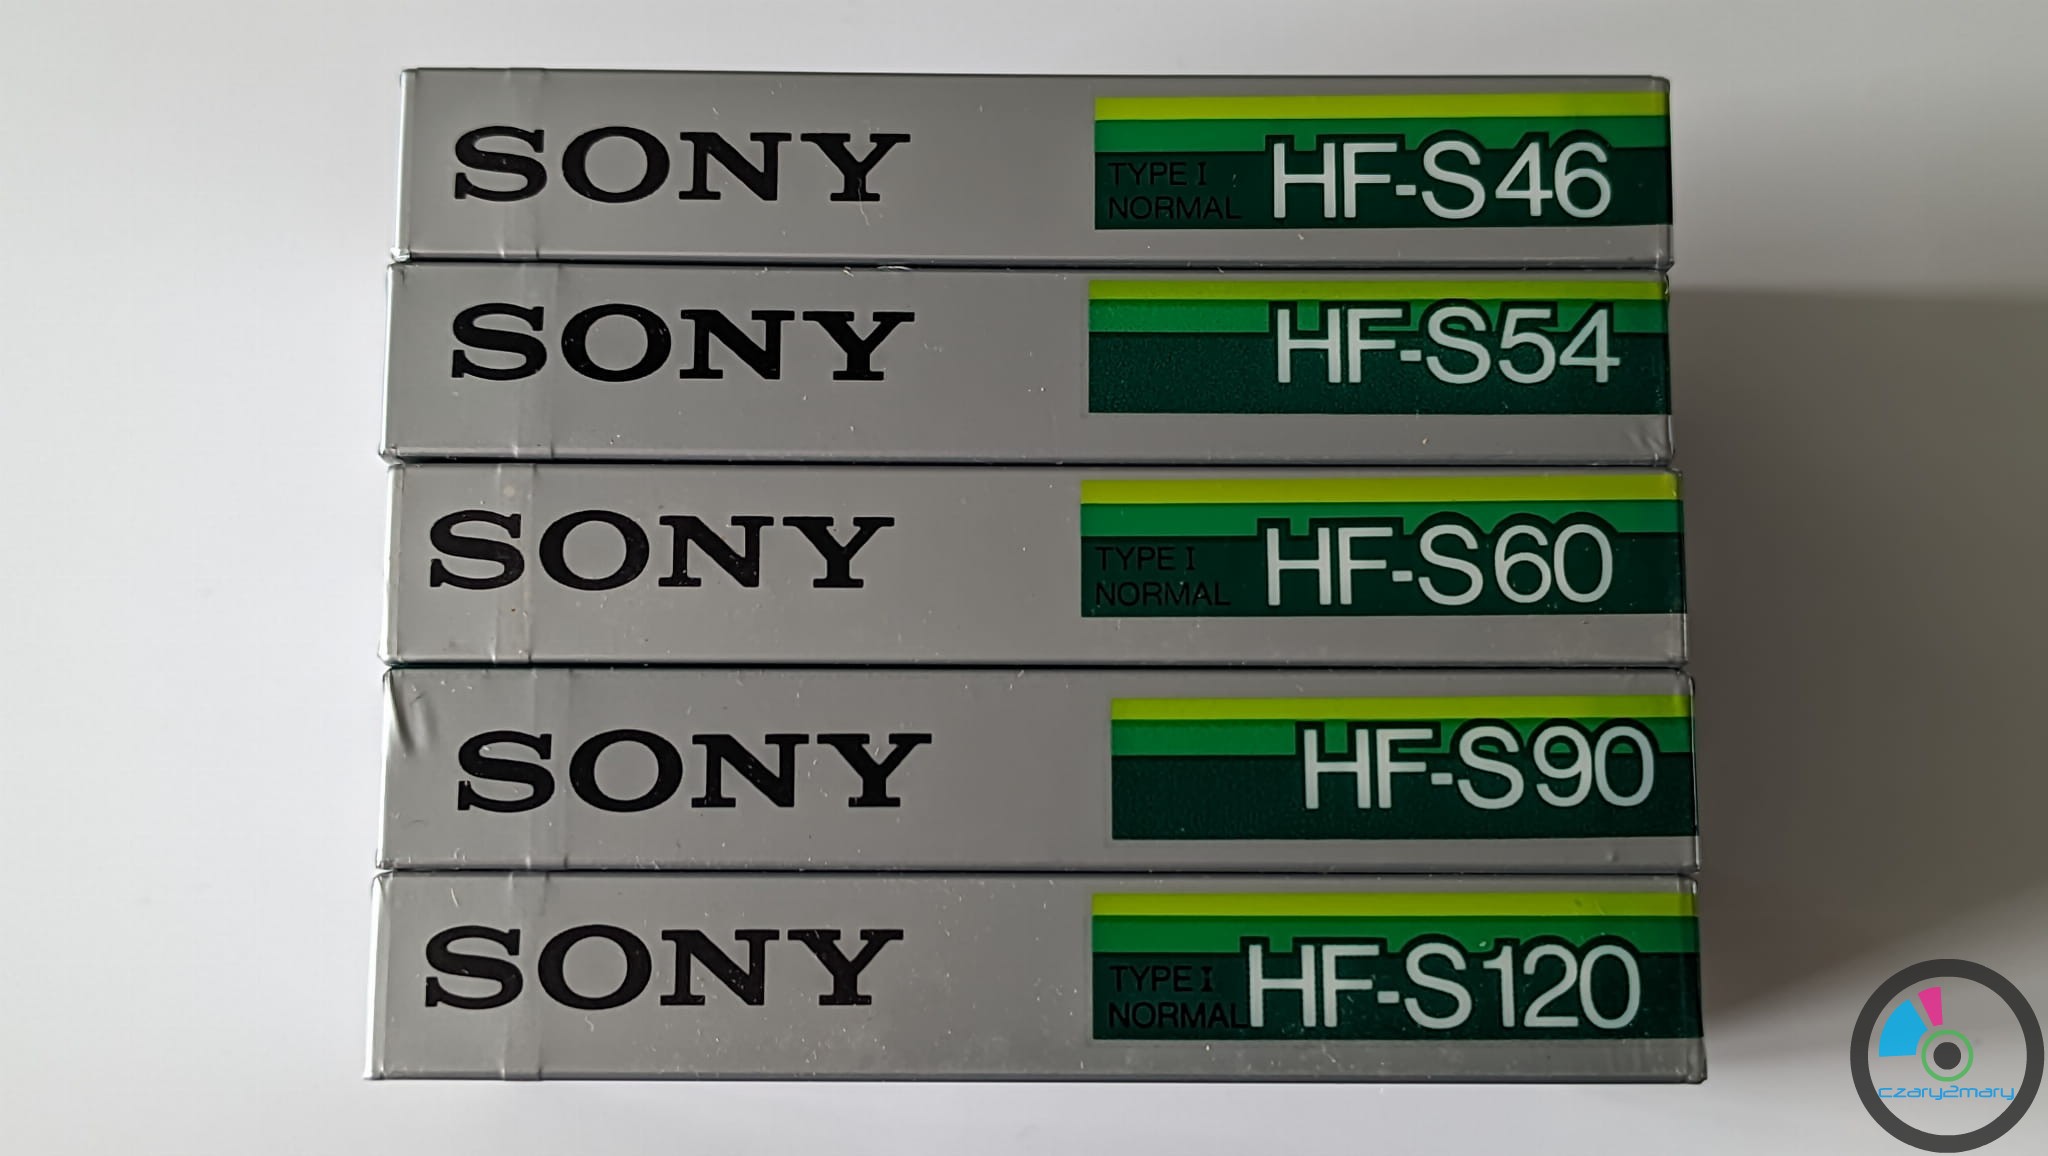 SONY
TYPE I
NORMAL
HF-S46
SONY
HF-S54
SONY
TYPE I
NORMAL
HF-S60
SONY
HF-S90
SONY
TYPE I
NORMAL
HF-S120
czary2mary